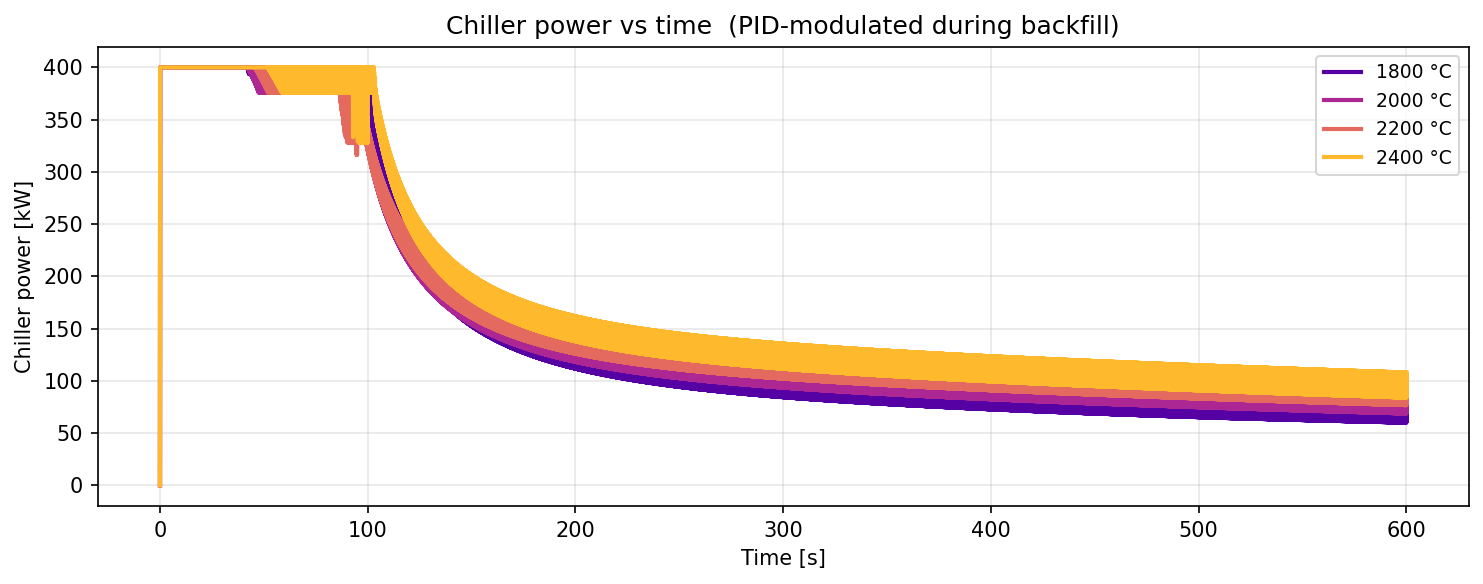 Chiller power vs time  (PID-modulated during backfill)
400
350
300
250
200
150
100
50
0
Chiller power [kW]
1800 °C
2000 °C
2200 °C
2400 °C
0 100 200 300 400 500 600
Time [s]